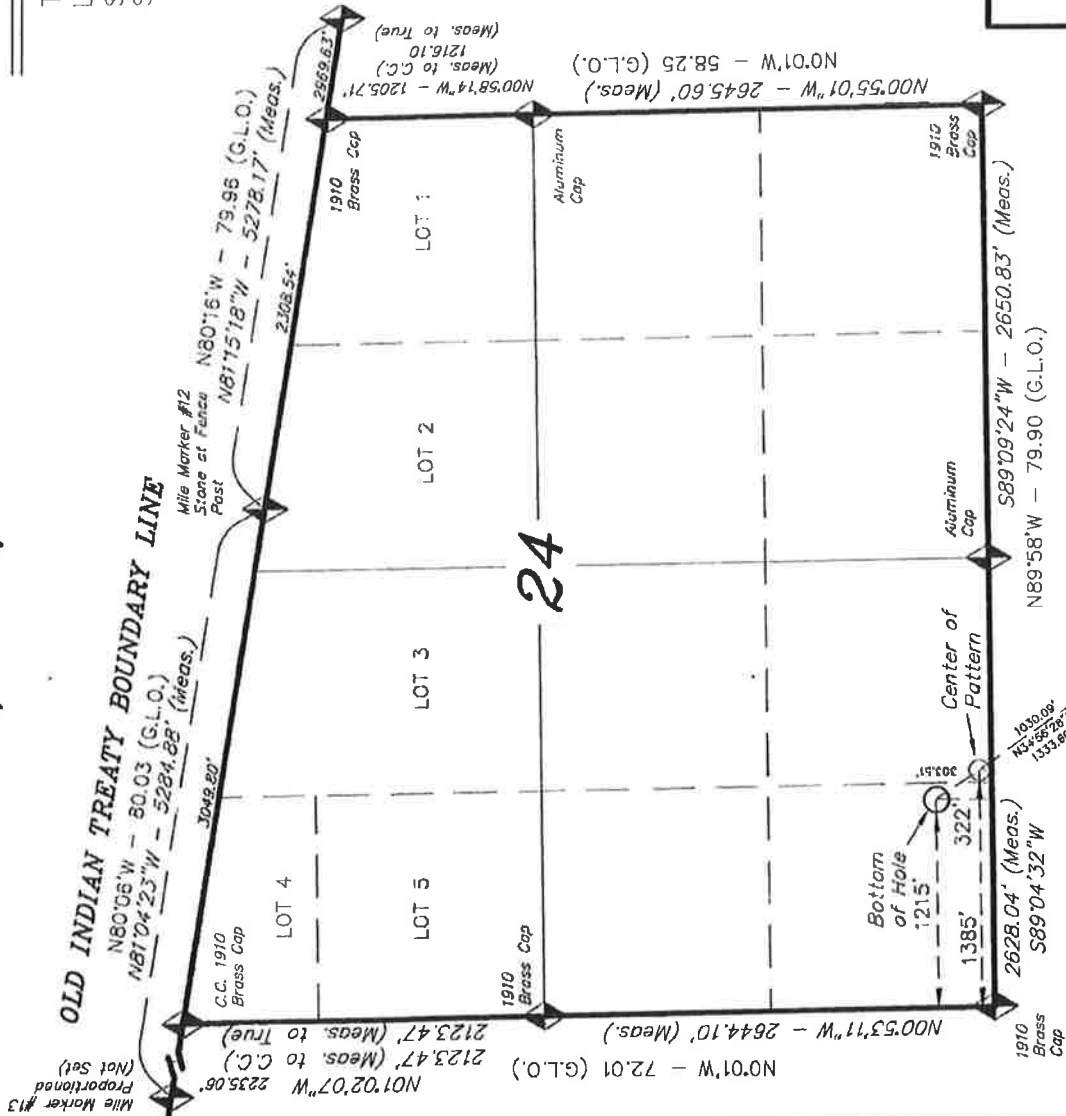 OLD INDIAN TREATY BOUNDARY LINE
N80°06'W - 80.03 (G.L.O.)
N81°04'23"W - 5284.88' (Meas.)
3049.80'
Mile Marker #13
Proportioned
(Not Set)
Mile Marker #12
Stone at Fence
Post
N80°16'W - 79.96 (G.L.O.)
N81°15'18"W - 5278.17' (Meas.)
2308.54'
2969.63'
N00°58'14"W - 1205.71'
(Meas. to C.C.)
1216.10
(Meas. to True)
1910
Brass Cap
Aluminum
Cap
N00°55'01"W - 2645.60' (Meas.)
N0°01'W - 58.25 (G.L.O.)
C.C. 1910
Brass Cap
LOT 4
LOT 5
LOT 3
LOT 2
LOT 1
24
1910
Brass Cap
N01°02'07"W 2235.06'
2123.47' (Meas. to C.C.)
2123.47' (Meas. to True)
N00°53'11"W - 2644.10' (Meas.)
N0°01'W - 72.01 (G.L.O.)
Bottom
of Hole
1215'
303.51'
322'
1385'
Center of
Pattern
1030.09'
1910
Brass
Cap
2628.04' (Meas.)
S89°04'32"W
Aluminum
Cap
S89°09'24"W - 2650.83' (Meas.)
N89°58'W - 79.90 (G.L.O.)
1910
Brass
Cap